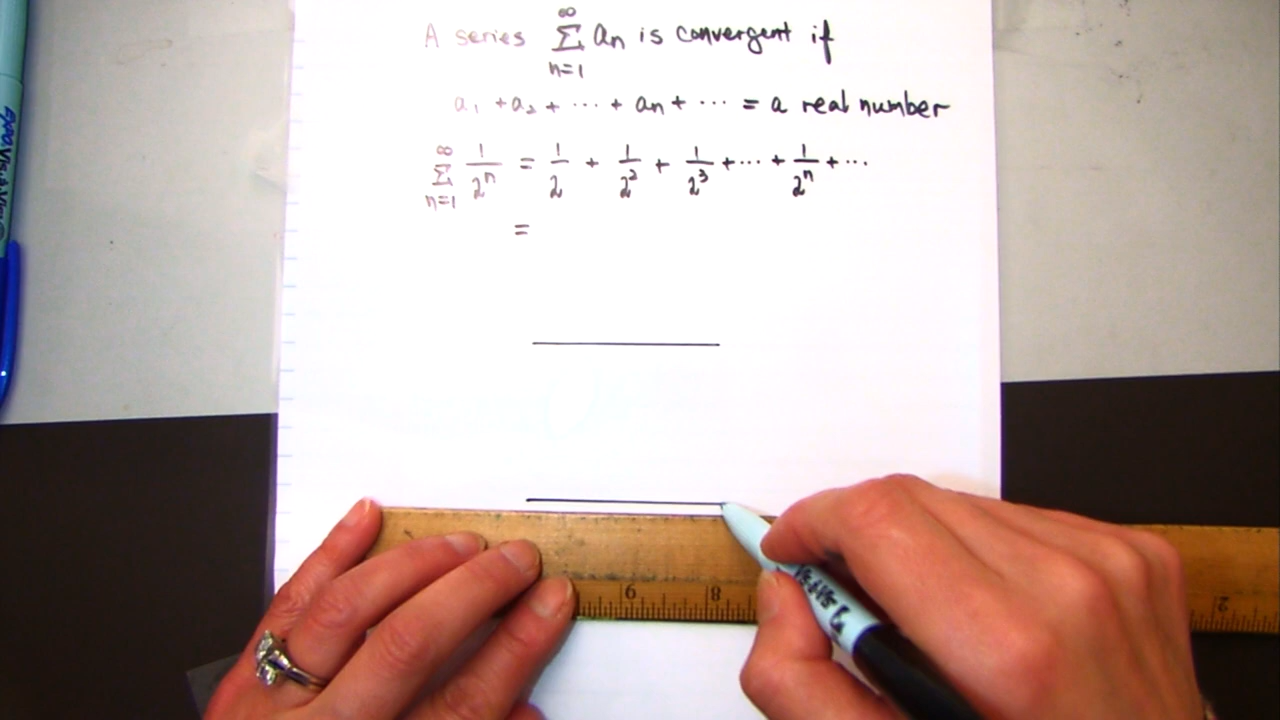 A series ∞∑n=1 an is convergent if
a1 + a2 + ··· + an + ··· = a real number
∞∑n=1 1/2^n = 1/2 + 1/2^2 + 1/2^3 + ··· + 1/2^n + ···
=
6 8 2